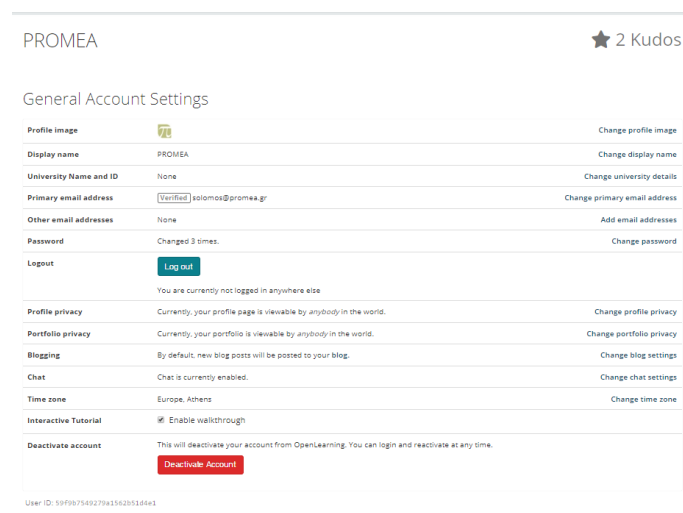 PROMEA
2 Kudos
General Account Settings
Profile image Change profile image
Display name PROMEA Change display name
University Name and ID None Change university details
Primary email address Verified solomos@promea.gr Change primary email address
Other email addresses None Add email addresses
Password Changed 3 times. Change password
Logout Log out
You are currently not logged in anywhere else
Profile privacy Currently, your profile page is viewable by anybody in the world. Change profile privacy
Portfolio privacy Currently, your portfolio is viewable by anybody in the world. Change portfolio privacy
Blogging By default, new blog posts will be posted to your blog. Change blog settings
Chat Chat is currently enabled. Change chat settings
Time zone Europe, Athens Change time zone
Interactive Tutorial Enable walkthrough
Deactivate account This will deactivate your account from OpenLearning. You can login and reactivate at any time.
Deactivate Account
User ID: 59f9b7549279a1562b51d4e1